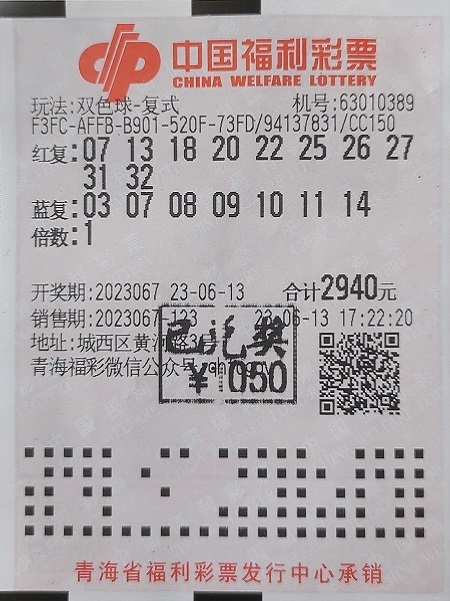 中国福利彩票
CHINA WELFARE LOTTERY
玩法:双色球-复式 机号:63010389
F3FC-AFFB-B901-520F-73FD/94137831/CC150
红复:07 13 18 20 22 25 26 27
31 32
蓝复:03 07 08 09 10 11 14
倍数:1
开奖期:2023067 23-06-13 合计2940元
销售期:2023067-123 23-06-13 17:22:20
地址:城西区黄河路3号
已兑奖
青海福彩微信公众号
¥ 050
青海省福利彩票发行中心承销